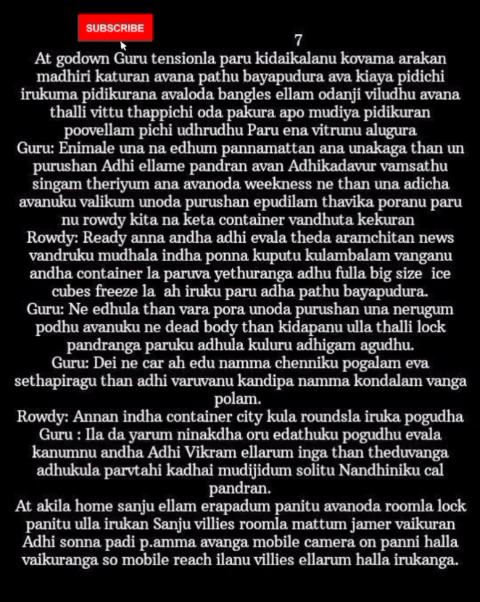 SUBSCRIBE
7
At godown Guru tensionla paru kidaikalanu kovama arakan
madhiri katuran avana pathu bayapudura ava kiaya pidichi
irukuma pidikurana avaloda bangles ellam odanji viludhu avana
thalli vittu thappichi oda pakura apo mudiya pidikuran
poovellam pichi udhrudhu Paru ena vitrunu alugura
Guru: Enimale una na edhum pannamattan ana unakaga than un
purushan Adhi ellame pandran avan Adhikadavur vamsathu
singam theriyum ana avanoda weekness ne than una adicha
avanuku valikum unoda purushan epudilam thavika poranu paru
nu rowdy kita na keta container vandhuta kekuran
Rowdy: Ready anna andha adhi evala theda aramchitan news
vandruku mudhala indha ponna kuputu kulambalam vanganu
andha container la paruva yethuranga adhu fulla big size ice
cubes freeze la ah iruku paru adha pathu bayapudura.
Guru: Ne edhula than vara pora unoda purushan una nerugum
podhu avanuku ne dead body than kidapanu ulla thalli lock
pandranga paruku adhula kuluru adhigam agudhu.
Guru: Dei ne car ah edu namma chenniku pogalam eva
sethapiragu than adhi varuvanu kandipa namma kondalam vanga
polam.
Rowdy: Annan indha container city kula roundsla iruka pogudha
Guru : Ila da yarum ninakdha oru edathuku pogudhu evala
kanumnu andha Adhi Vikram ellarum inga than theduvanga
adhukula parvtahi kadhai mudijidum solitu Nandhiniku cal
pandran.
At akila home sanju ellam erapadum panitu avanoda roomla lock
panitu ulla irukan Sanju villies roomla mattum jamer vaikuran
Adhi sonna padi p.amma avanga mobile camera on panni halla
vaikuranga so mobile reach ilanu villies ellarum halla irukanga.